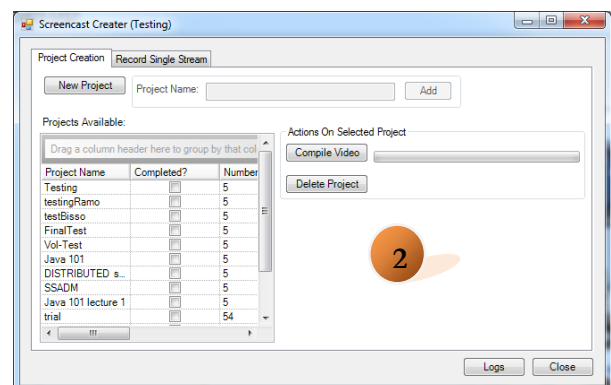 Screencast Creater (Testing)
Project Creation Record Single Stream
New Project Project Name: Add
Projects Available:
Drag a column header here to group by that col
Project Name Completed? Number
Testing 5
testingRamo 5
testBisso 5
FinalTest 5
Vol-Test 5
Java 101 5
DISTRIBUTED s... 5
SSADM 5
Java 101 lecture 1 5
trial 54
Actions On Selected Project
Compile Video
Delete Project
2
Logs Close